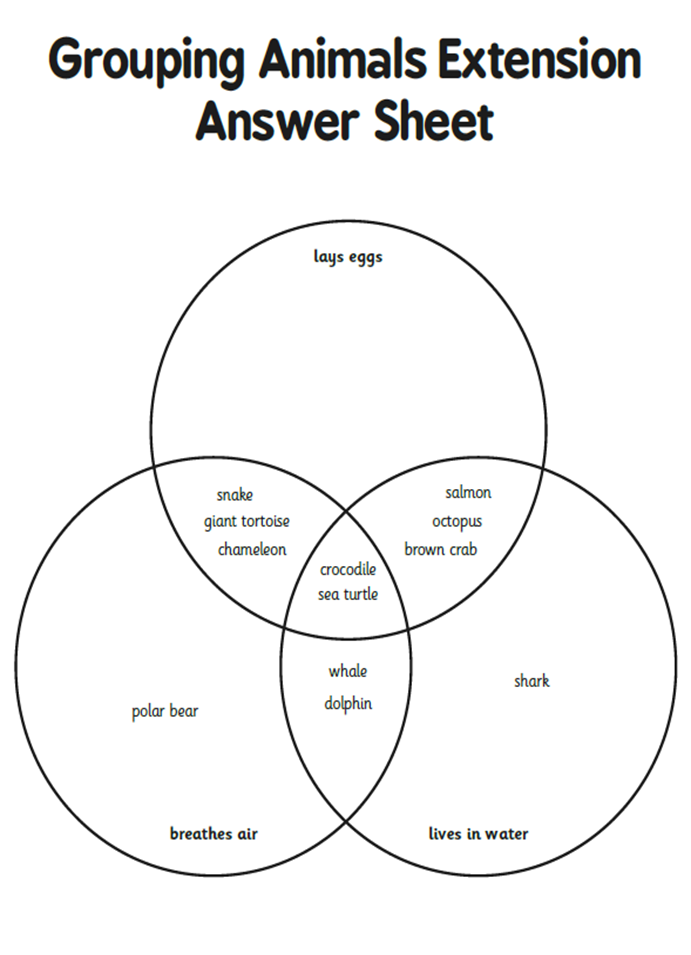 Grouping Animals Extension
Answer Sheet
lays eggs
snake
giant tortoise
chameleon
salmon
octopus
brown crab
crocodile
sea turtle
whale
dolphin
shark
polar bear
breathes air
lives in water